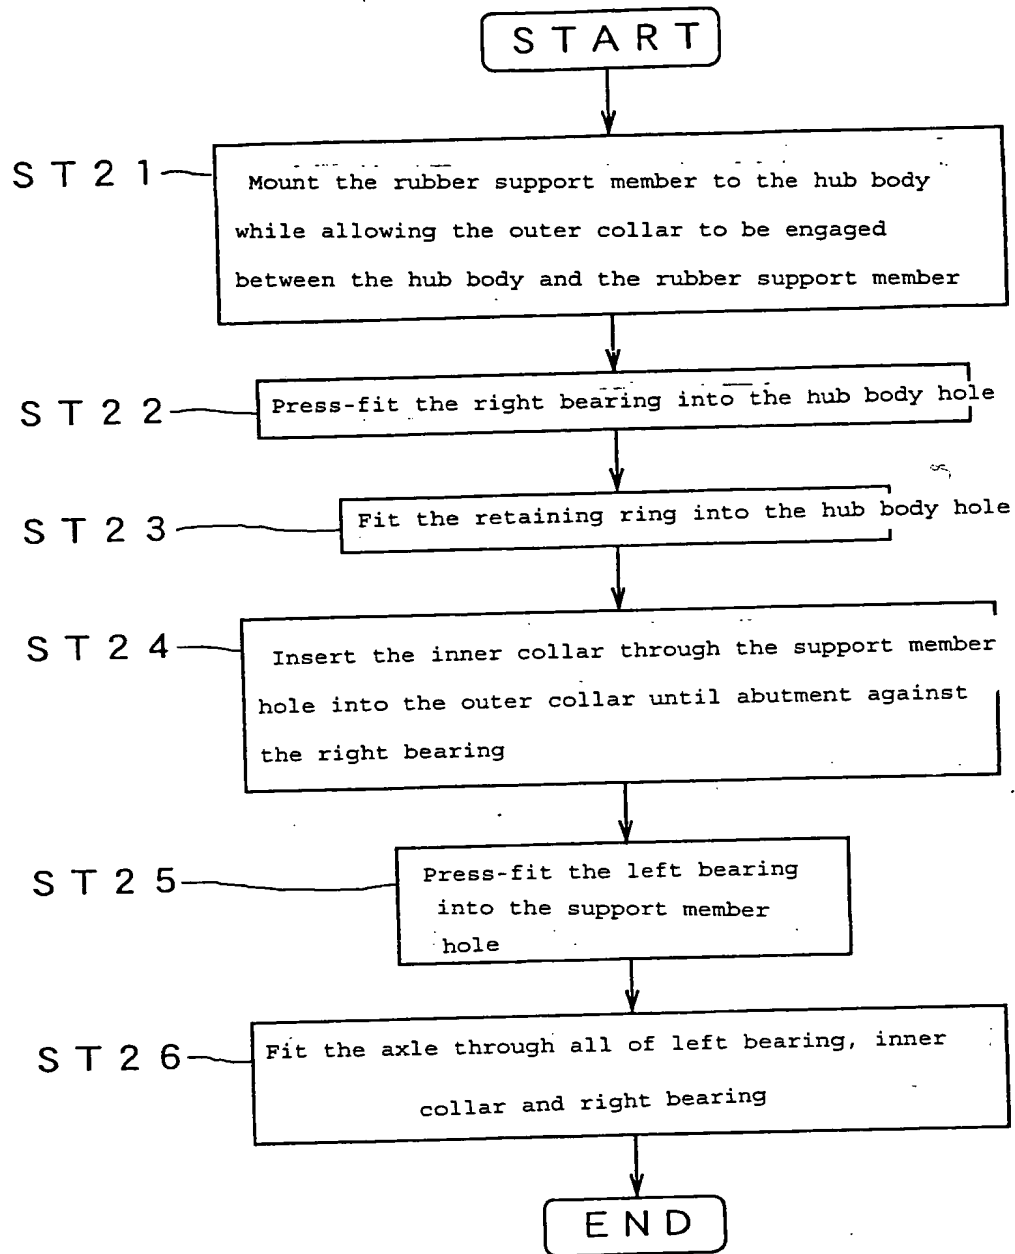 START
ST21
Mount the rubber support member to the hub body
while allowing the outer collar to be engaged
between the hub body and the rubber support member
ST22
Press-fit the right bearing into the hub body hole
ST23
Fit the retaining ring into the hub body hole
ST24
Insert the inner collar through the support member
hole into the outer collar until abutment against
the right bearing
ST25
Press-fit the left bearing
into the support member
hole
ST26
Fit the axle through all of left bearing, inner
collar and right bearing
END